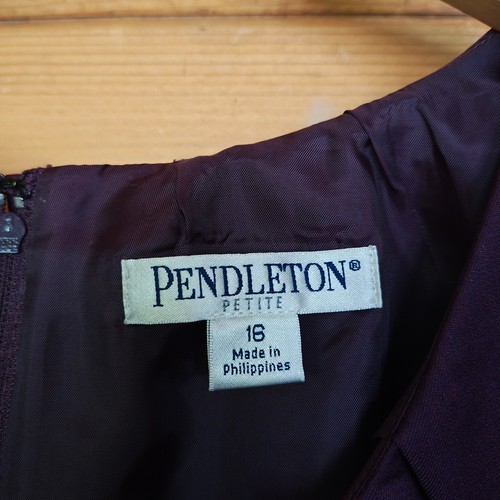 PENDLETON®
PETITE
16
Made in
Philippines